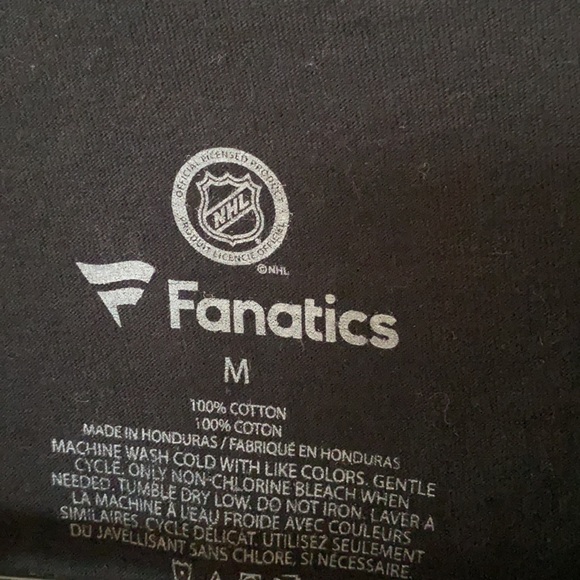 OFFICIAL LICENSED PRODUCT
NHL
PRODUIT LICENCIÉ OFFICIEL
©NHL
Fanatics
M
100% COTTON
100% COTON
MADE IN HONDURAS / FABRIQUÉ EN HONDURAS
MACHINE WASH COLD WITH LIKE COLORS. GENTLE
CYCLE. ONLY NON-CHLORINE BLEACH WHEN
NEEDED. TUMBLE DRY LOW. DO NOT IRON. LAVER À
LA MACHINE À L'EAU FROIDE AVEC COULEURS
SIMILAIRES. CYCLE DÉLICAT. UTILISEZ SEULEMENT
DU JAVELLISANT SANS CHLORE, SI NÉCESSAIRE.